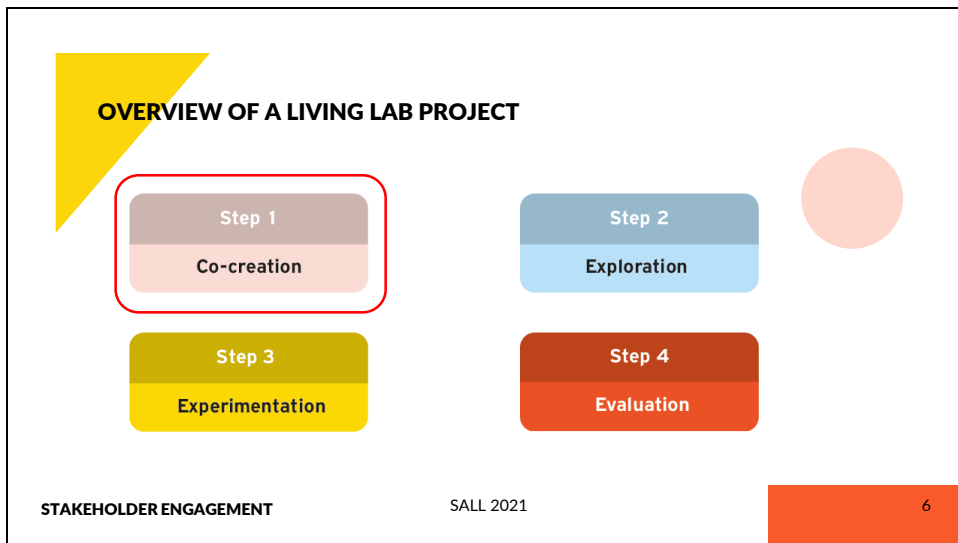 OVERVIEW OF A LIVING LAB PROJECT
Step 1
Co-creation
Step 2
Exploration
Step 3
Experimentation
Step 4
Evaluation
STAKEHOLDER ENGAGEMENT
SALL 2021
6